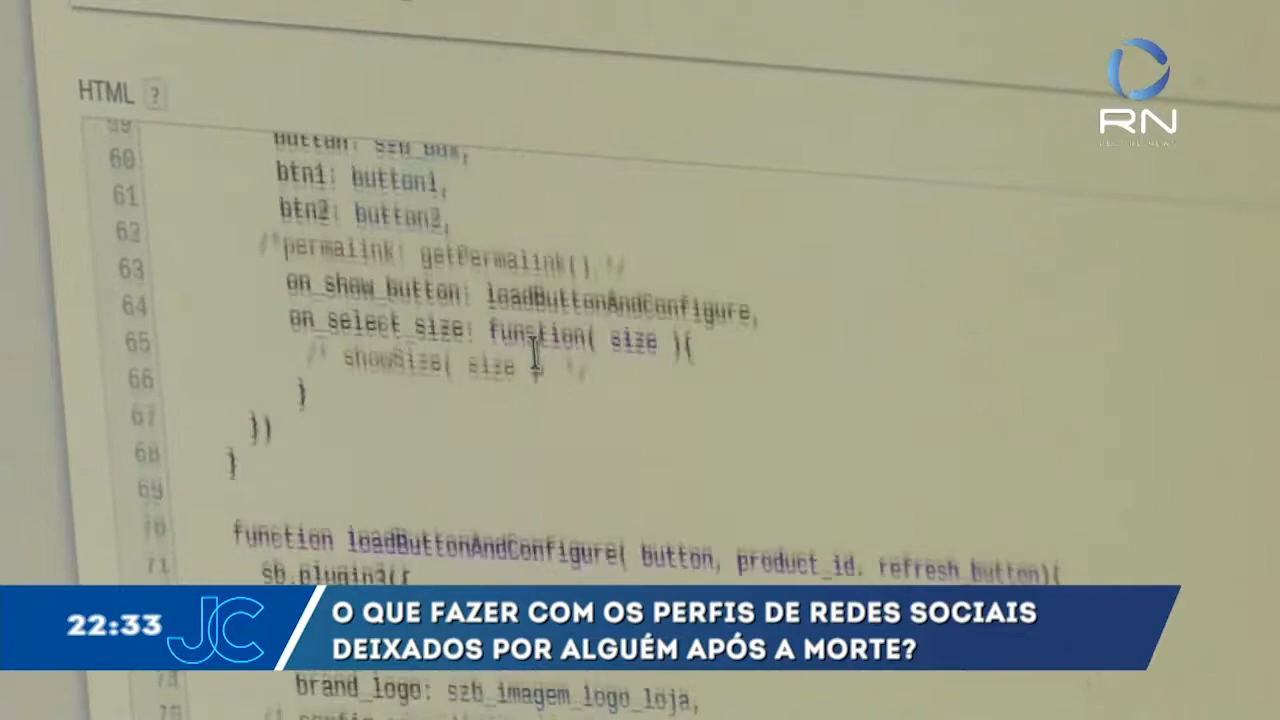 HTML ?
RN
60 btn1: button1,
61 btn2: button2,
62 /*permalink: getPermalink(),*/
63 on_show_button: loadButtonAndConfigure,
64 on_select_size: function( size ){
65 /* showSize( size ) */
66 }
67 })
68 }
69
70 function loadButtonAndConfigure( button, product_id, refresh_button){
71
brand_logo: szb_imagem_logo_loja,
22:33 JC
O QUE FAZER COM OS PERFIS DE REDES SOCIAIS
DEIXADOS POR ALGUÉM APÓS A MORTE?